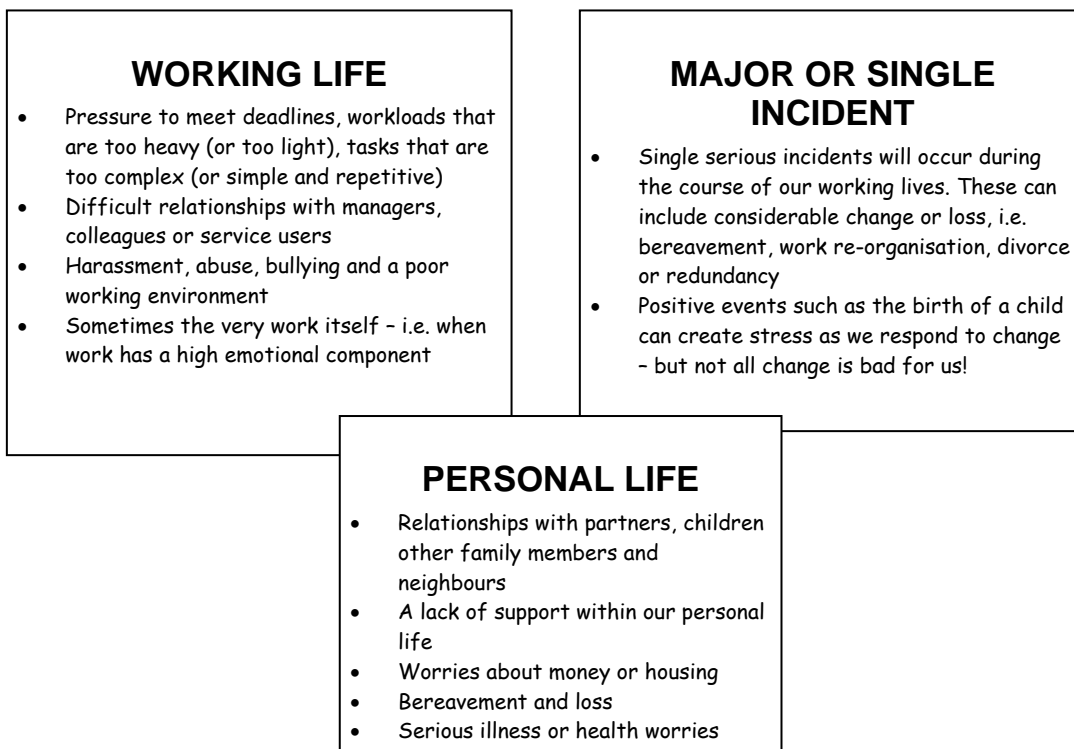 WORKING LIFE
• Pressure to meet deadlines, workloads that
are too heavy (or too light), tasks that are
too complex (or simple and repetitive)
• Difficult relationships with managers,
colleagues or service users
• Harassment, abuse, bullying and a poor
working environment
• Sometimes the very work itself – i.e. when
work has a high emotional component
MAJOR OR SINGLE
INCIDENT
• Single serious incidents will occur during
the course of our working lives. These can
include considerable change or loss, i.e.
bereavement, work re-organisation, divorce
or redundancy
• Positive events such as the birth of a child
can create stress as we respond to change
– but not all change is bad for us!
PERSONAL LIFE
• Relationships with partners, children
other family members and
neighbours
• A lack of support within our personal
life
• Worries about money or housing
• Bereavement and loss
• Serious illness or health worries